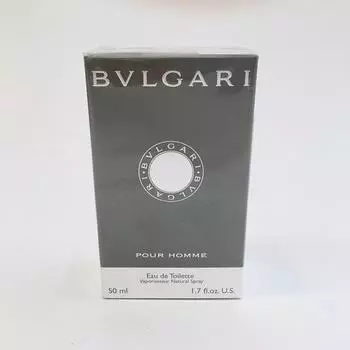 BVLGARI
BVLGARI · BVLGARI ·
POUR HOMME
Eau de Toilette
Vaporisateur Natural Spray
50 ml 1.7 fl.oz. U.S.